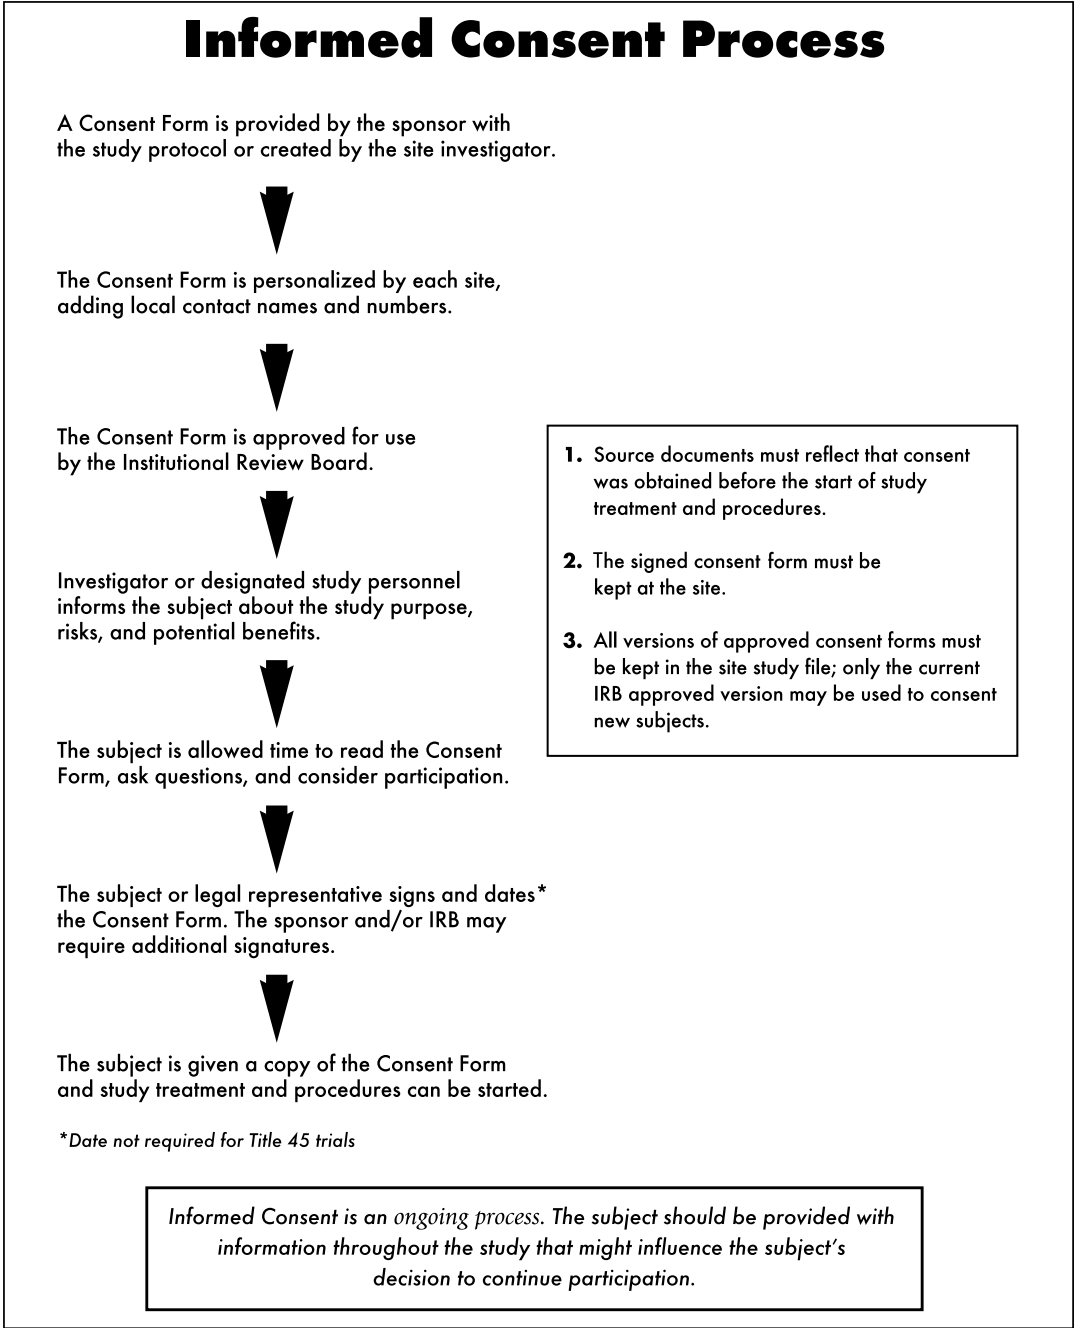 Informed Consent Process
A Consent Form is provided by the sponsor with
the study protocol or created by the site investigator.
The Consent Form is personalized by each site,
adding local contact names and numbers.
The Consent Form is approved for use
by the Institutional Review Board.
Investigator or designated study personnel
informs the subject about the study purpose,
risks, and potential benefits.
The subject is allowed time to read the Consent
Form, ask questions, and consider participation.
The subject or legal representative signs and dates*
the Consent Form. The sponsor and/or IRB may
require additional signatures.
The subject is given a copy of the Consent Form
and study treatment and procedures can be started.
*Date not required for Title 45 trials
1. Source documents must reflect that consent
was obtained before the start of study
treatment and procedures.
2. The signed consent form must be
kept at the site.
3. All versions of approved consent forms must
be kept in the site study file; only the current
IRB approved version may be used to consent
new subjects.
Informed Consent is an ongoing process. The subject should be provided with
information throughout the study that might influence the subject's
decision to continue participation.